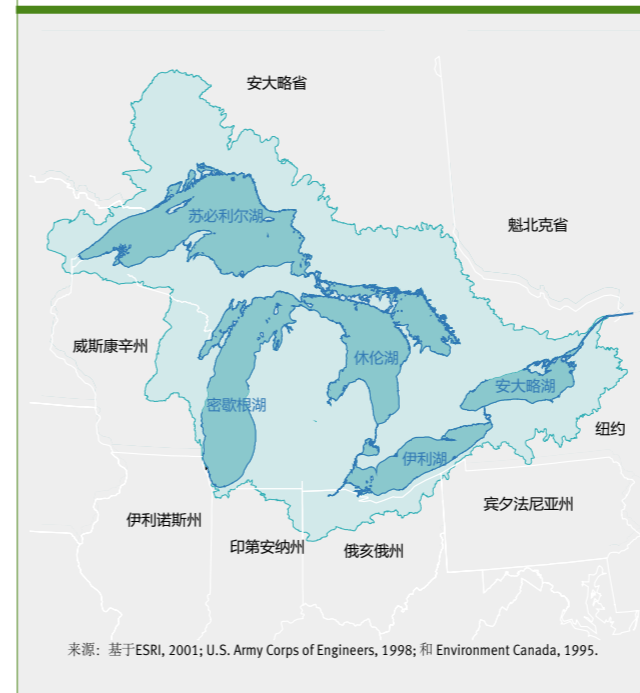 安大略省
苏必利尔湖
魁北克省
威斯康辛州
休伦湖
安大略湖
密歇根湖
纽约
伊利湖
宾夕法尼亚州
伊利诺斯州
印第安纳州
俄亥俄州
来源：基于ESRI, 2001; U.S. Army Corps of Engineers, 1998; 和 Environment Canada, 1995.